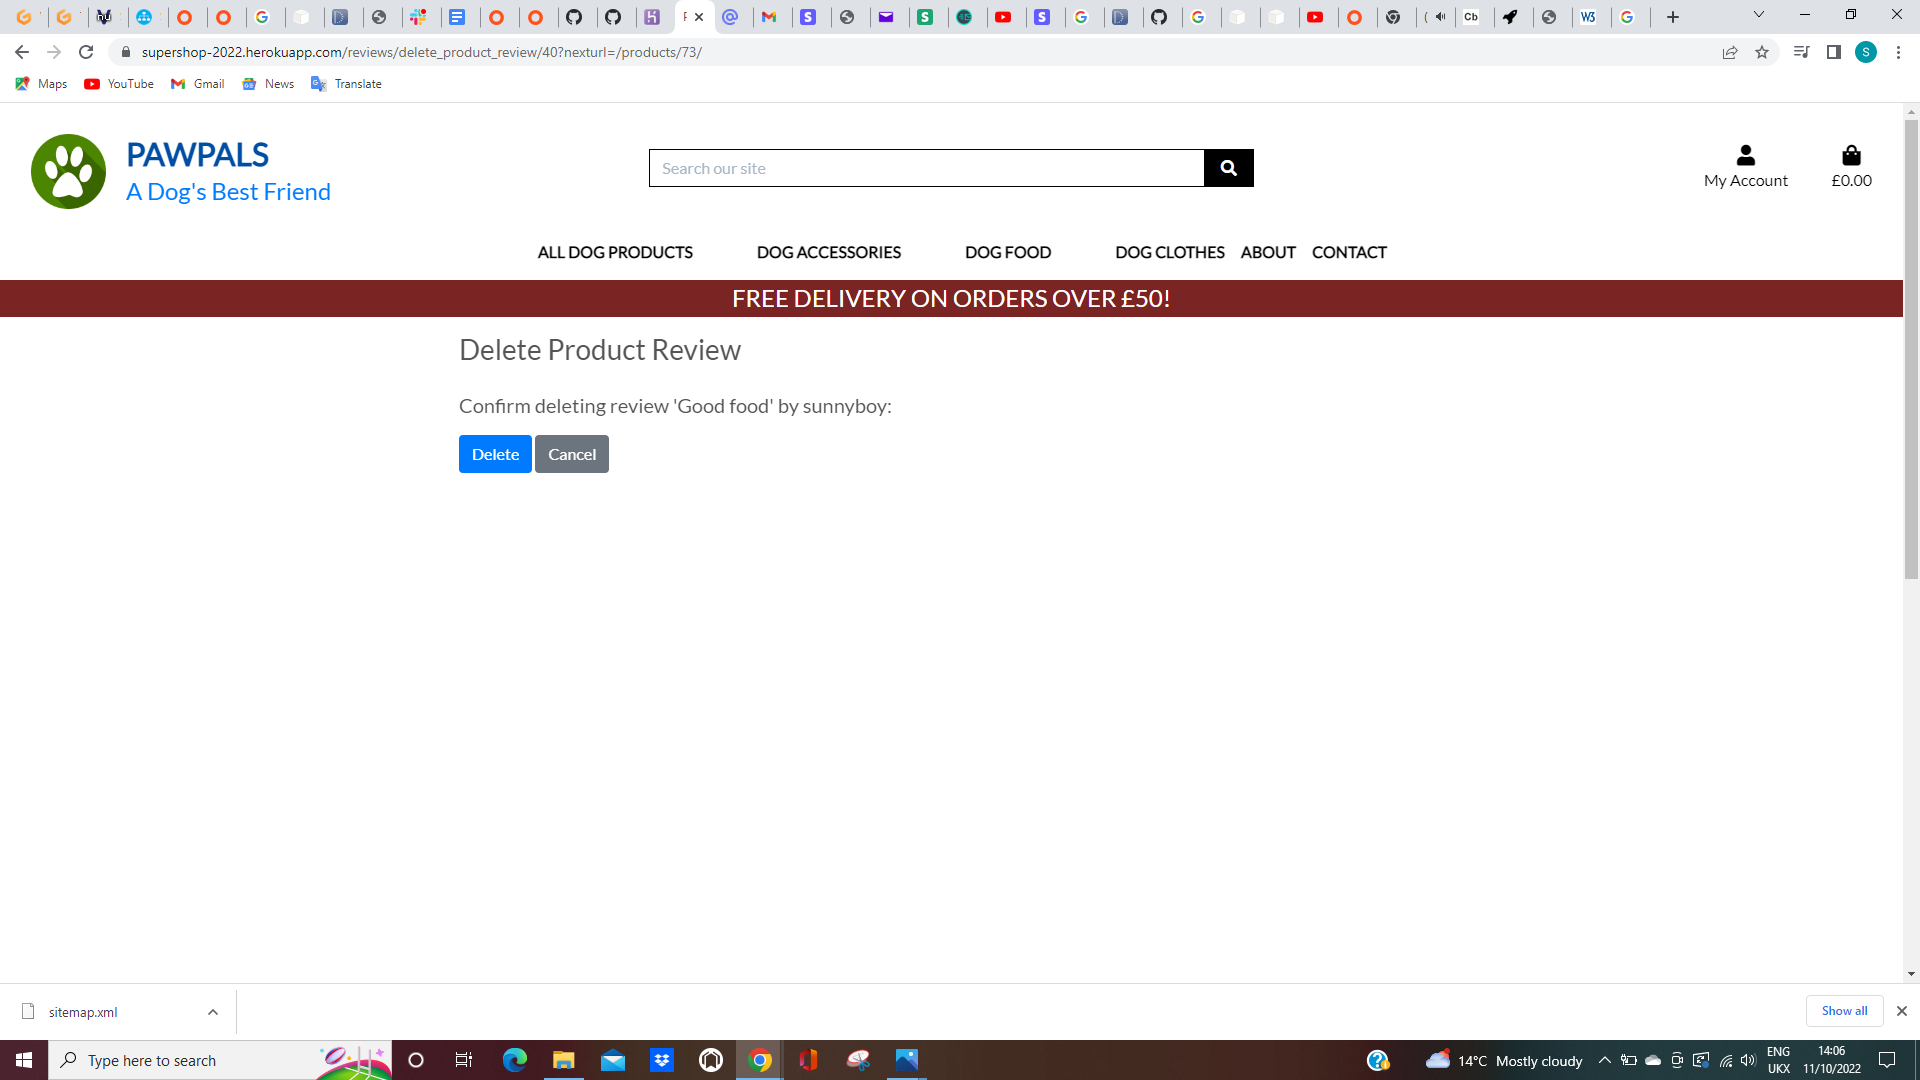 supershop-2022.herokuapp.com/reviews/delete_product_review/40?nexturl=/products/73/
S
Maps
YouTube
Gmail
News
Translate
PAWPALS
A Dog's Best Friend
Search our site
My Account
£0.00
ALL DOG PRODUCTS
DOG ACCESSORIES
DOG FOOD
DOG CLOTHES
ABOUT
CONTACT
FREE DELIVERY ON ORDERS OVER £50!
Delete Product Review
Confirm deleting review 'Good food' by sunnyboy:
Delete
Cancel
sitemap.xml
Show all
Type here to search
14°C Mostly cloudy
ENG
UKX
14:06
11/10/2022